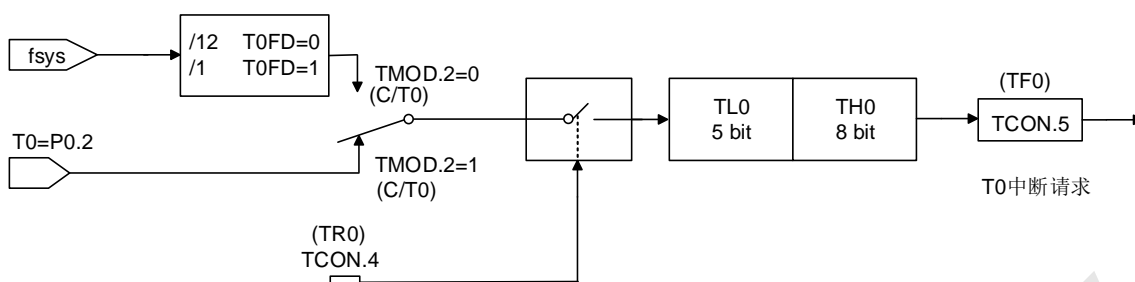 fsys
/12 T0FD=0
/1 T0FD=1
TMOD.2=0
(C/T0)
T0=P0.2
TMOD.2=1
(C/T0)
TL0
5 bit
TH0
8 bit
(TF0)
TCON.5
T0中断请求
(TR0)
TCON.4